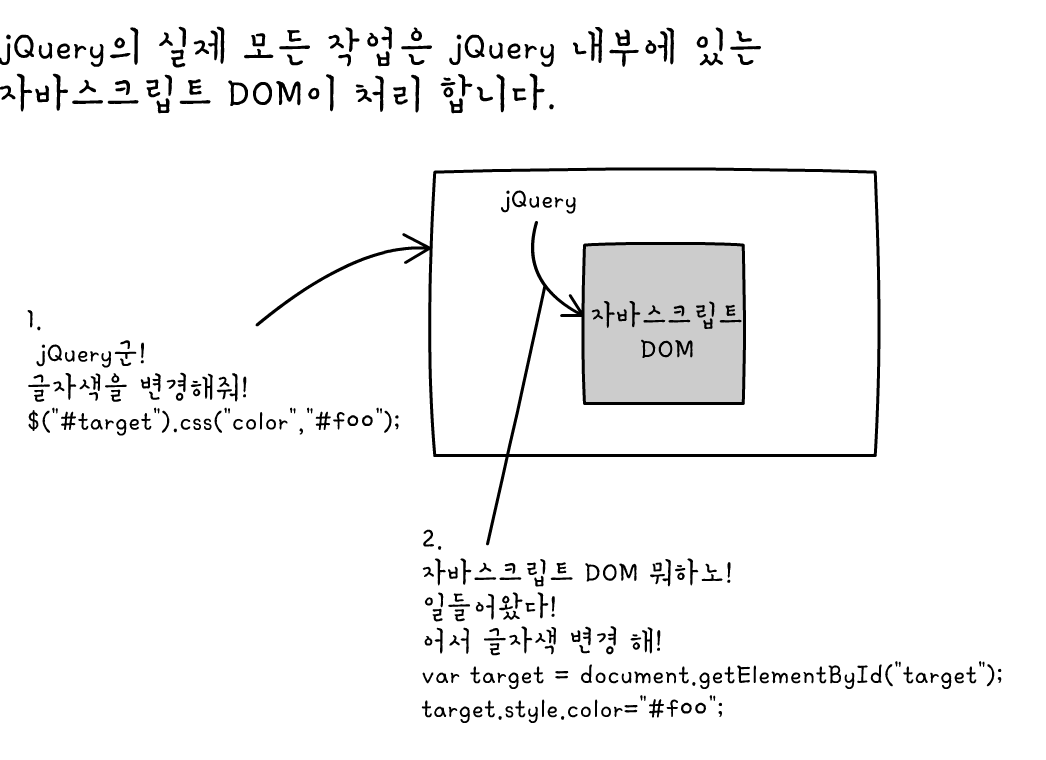 jQuery의 실제 모든 작업은 jQuery 내부에 있는
자바스크립트 DOM이 처리 합니다.
jQuery
자바스크립트
DOM
1.
jQuery군!
글자색을 변경해줘!
$("#target").css("color","#foo");
2.
자바스크립트 DOM 뭐하노!
일들어왔다!
어서 글자색 변경 해!
var target = document.getElementById("target");
target.style.color="#foo";